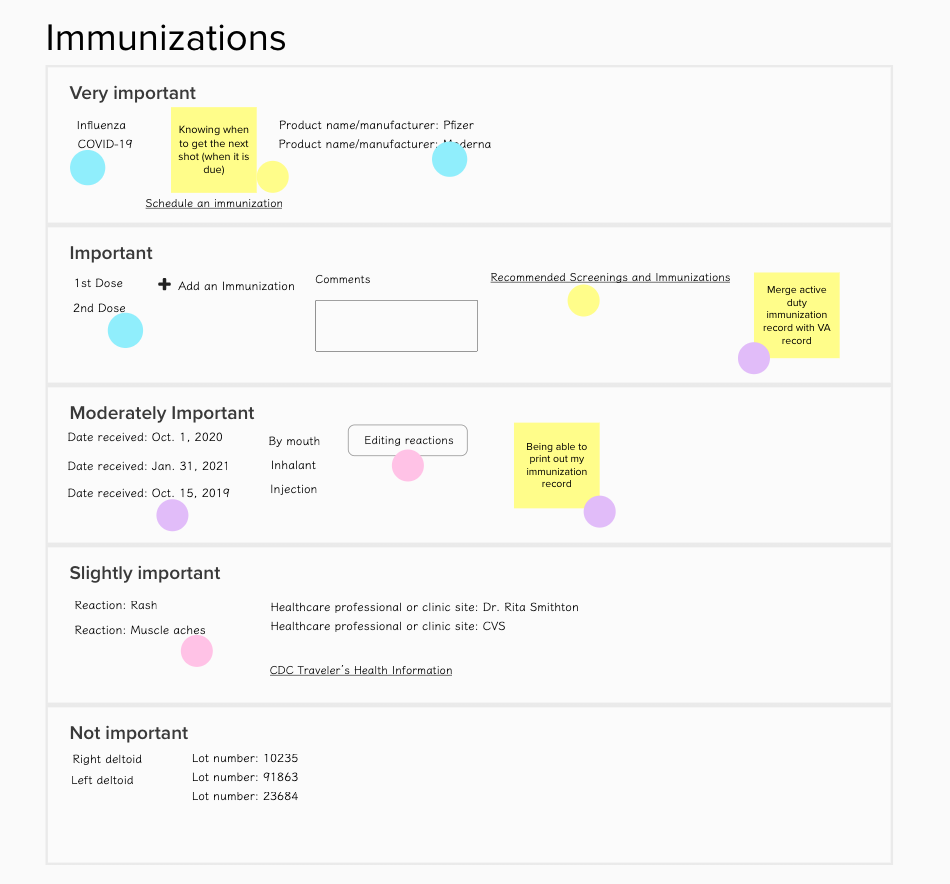 Immunizations
Very important
Influenza
COVID-19
Knowing when
to get the next
shot (when it is
due)
Product name/manufacturer: Pfizer
Product name/manufacturer: Moderna
Schedule an immunization
Important
1st Dose
2nd Dose
+ Add an Immunization
Comments
Recommended Screenings and Immunizations
Merge active
duty
immunization
record with VA
record
Moderately Important
Date received: Oct. 1, 2020
Date received: Jan. 31, 2021
Date received: Oct. 15, 2019
By mouth
Inhalant
Injection
Editing reactions
Being able to
print out my
immunization
record
Slightly important
Reaction: Rash
Reaction: Muscle aches
Healthcare professional or clinic site: Dr. Rita Smithton
Healthcare professional or clinic site: CVS
CDC Traveler's Health Information
Not important
Right deltoid
Left deltoid
Lot number: 10235
Lot number: 91863
Lot number: 23684